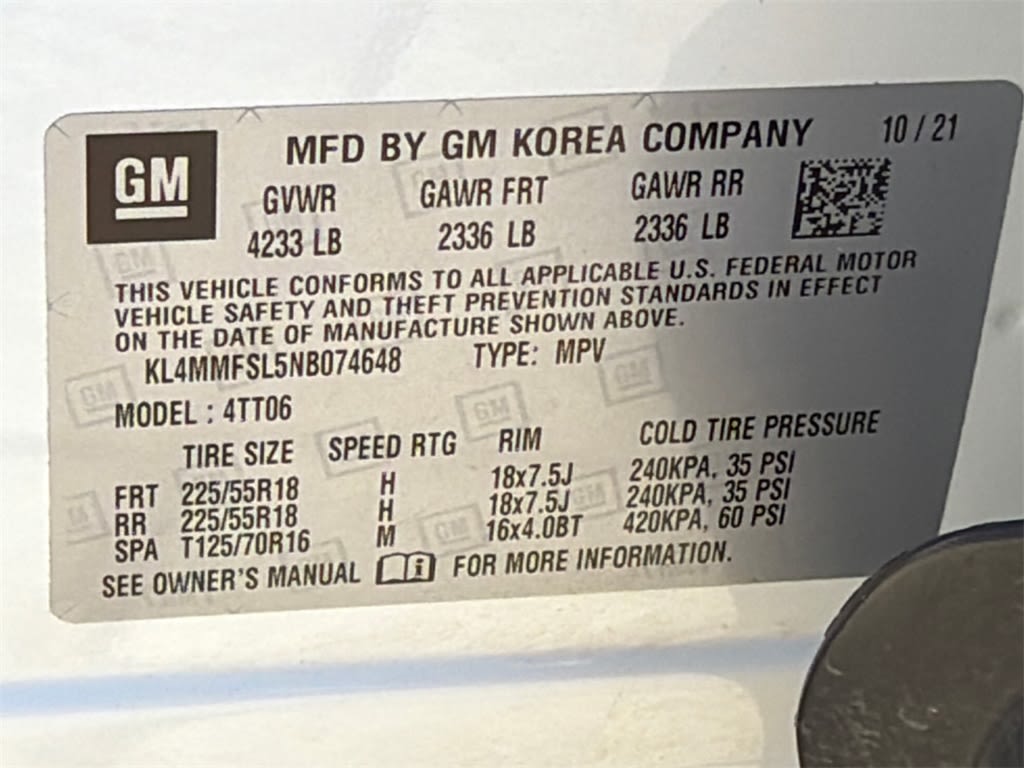 GM
MFD BY GM KOREA COMPANY 10 / 21
GVWR GAWR FRT GAWR RR
4233 LB 2336 LB 2336 LB
THIS VEHICLE CONFORMS TO ALL APPLICABLE U.S. FEDERAL MOTOR
VEHICLE SAFETY AND THEFT PREVENTION STANDARDS IN EFFECT
ON THE DATE OF MANUFACTURE SHOWN ABOVE.
KL4MMFSL5NB074648 TYPE: MPV
MODEL : 4TT06
TIRE SIZE SPEED RTG RIM COLD TIRE PRESSURE
FRT 225/55R18 H 18x7.5J 240KPA, 35 PSI
RR 225/55R18 H 18x7.5J 240KPA, 35 PSI
SPA T125/70R16 M 16x4.0BT 420KPA, 60 PSI
SEE OWNER'S MANUAL FOR MORE INFORMATION.